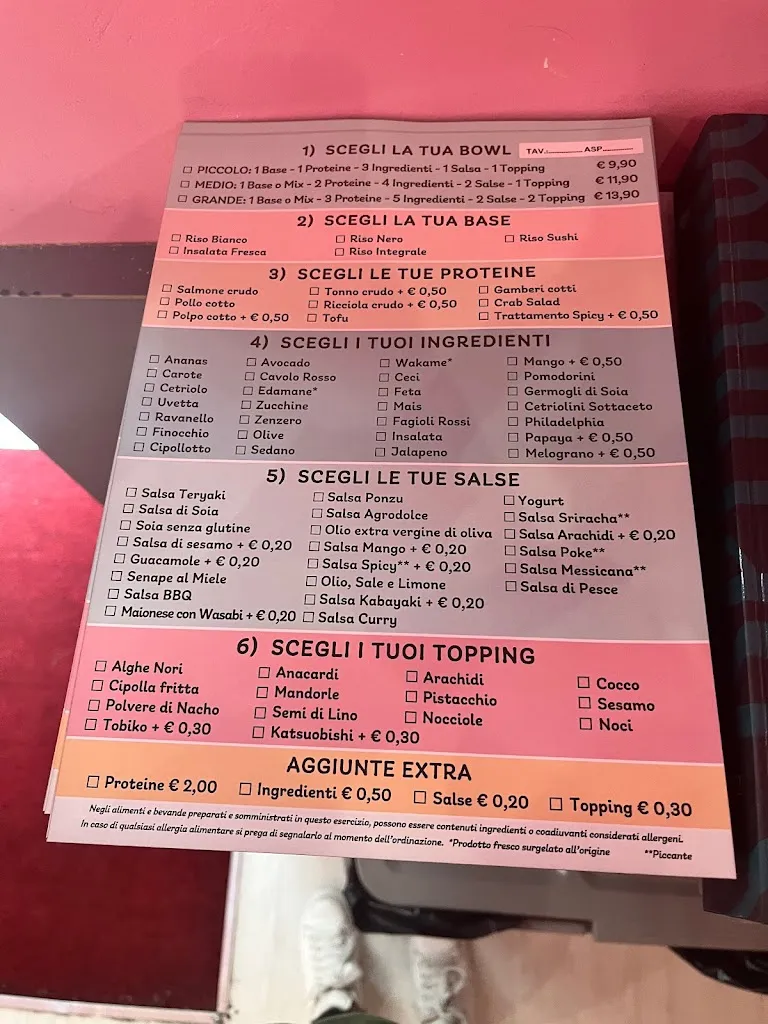 1) SCEGLI LA TUA BOWL TAV.:............ ASP............
☐ PICCOLO: 1 Base - 1 Proteine - 3 Ingredienti - 1 Salsa - 1 Topping € 9,90
☐ MEDIO: 1 Base o Mix - 2 Proteine - 4 Ingredienti - 2 Salse - 1 Topping € 11,90
☐ GRANDE: 1 Base o Mix - 3 Proteine - 5 Ingredienti - 2 Salse - 2 Topping € 13,90
2) SCEGLI LA TUA BASE
☐ Riso Bianco ☐ Riso Nero ☐ Riso Sushi
☐ Insalata Fresca ☐ Riso Integrale
3) SCEGLI LE TUE PROTEINE
☐ Salmone crudo ☐ Tonno crudo + € 0,50 ☐ Gamberi cotti
☐ Pollo cotto ☐ Ricciola crudo + € 0,50 ☐ Crab Salad
☐ Polpo cotto + € 0,50 ☐ Tofu ☐ Trattamento Spicy + € 0,50
4) SCEGLI I TUOI INGREDIENTI
☐ Ananas ☐ Avocado ☐ Wakame* ☐ Mango + € 0,50
☐ Carote ☐ Cavolo Rosso ☐ Ceci ☐ Pomodorini
☐ Cetriolo ☐ Edamane* ☐ Feta ☐ Germogli di Soia
☐ Uvetta ☐ Zucchine ☐ Mais ☐ Cetriolini Sottaceto
☐ Ravanello ☐ Zenzero ☐ Fagioli Rossi ☐ Philadelphia
☐ Finocchio ☐ Olive ☐ Insalata ☐ Papaya + € 0,50
☐ Cipollotto ☐ Sedano ☐ Jalapeno ☐ Melograno + € 0,50
5) SCEGLI LE TUE SALSE
☐ Salsa Teryaki ☐ Salsa Ponzu ☐ Yogurt
☐ Salsa di Soia ☐ Salsa Agrodolce ☐ Salsa Sriracha**
☐ Soia senza glutine ☐ Olio extra vergine di oliva ☐ Salsa Arachidi + € 0,20
☐ Salsa di sesamo + € 0,20 ☐ Salsa Mango + € 0,20 ☐ Salsa Poke**
☐ Guacamole + € 0,20 ☐ Salsa Spicy** + € 0,20 ☐ Salsa Messicana**
☐ Senape al Miele ☐ Olio, Sale e Limone ☐ Salsa di Pesce
☐ Salsa BBQ ☐ Salsa Kabayaki + € 0,20
☐ Maionese con Wasabi + € 0,20 ☐ Salsa Curry
6) SCEGLI I TUOI TOPPING
☐ Alghe Nori ☐ Anacardi ☐ Arachidi ☐ Cocco
☐ Cipolla fritta ☐ Mandorle ☐ Pistacchio ☐ Sesamo
☐ Polvere di Nacho ☐ Semi di Lino ☐ Nocciole ☐ Noci
☐ Tobiko + € 0,30 ☐ Katsuobishi + € 0,30
AGGIUNTE EXTRA
☐ Proteine € 2,00 ☐ Ingredienti € 0,50 ☐ Salse € 0,20 ☐ Topping € 0,30
Negli alimenti e bevande preparati e somministrati in questo esercizio, possono essere contenuti ingredienti o coadiuvanti considerati allergeni.
In caso di qualsiasi allergia alimentare si prega di segnalarlo al momento dell'ordinazione. *Prodotto fresco surgelato all'origine **Piccante